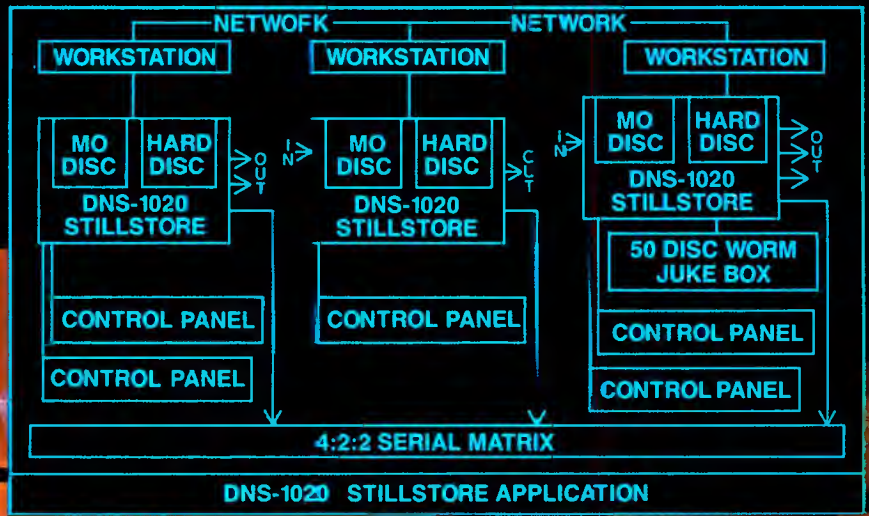 NETWOFK NETWORK
WORKSTATION WORKSTATION WORKSTATION
MO DISC HARD DISC
DNS-1020 STILLSTORE
OUT
IN
MO DISC HARD DISC
DNS-1020 STILLSTORE
CLT
IN
MO DISC HARD DISC
DNS-1020 STILLSTORE
OUT
50 DISC WORM
JUKE BOX
CONTROL PANEL CONTROL PANEL CONTROL PANEL
CONTROL PANEL CONTROL PANEL
4:2:2 SERIAL MATRIX
DNS-1020 STILLSTORE APPLICATION